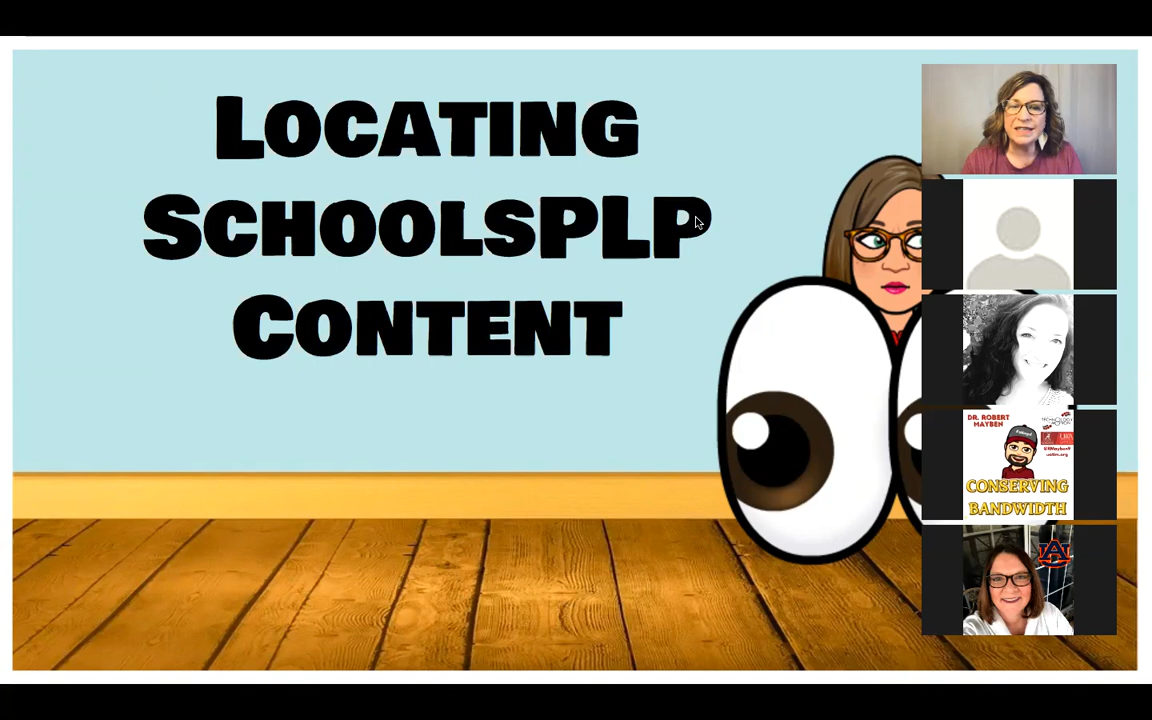 Locating
SchoolsPLP
Content
DR. ROBERT
MAYBEN
CONSERVING
BANDWIDTH